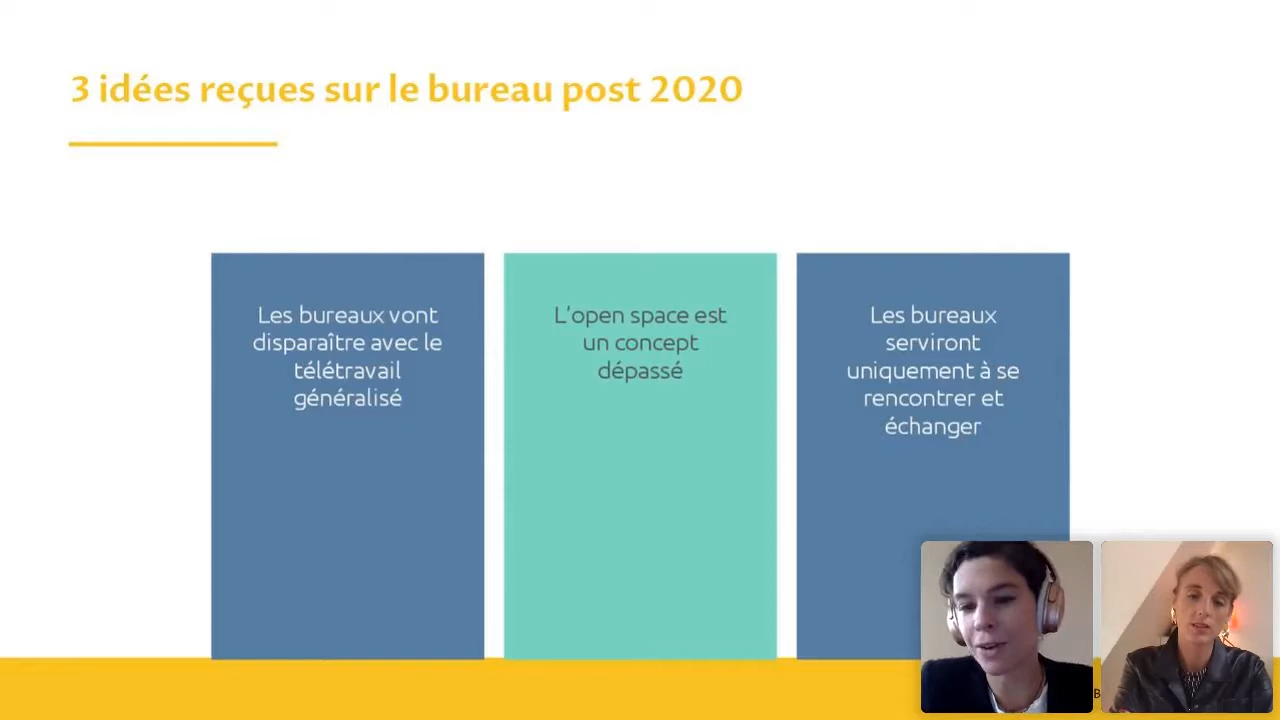 3 idées reçues sur le bureau post 2020
Les bureaux vont
disparaître avec le
télétravail
généralisé
L'open space est
un concept
dépassé
Les bureaux
serviront
uniquement à se
rencontrer et
échanger
B